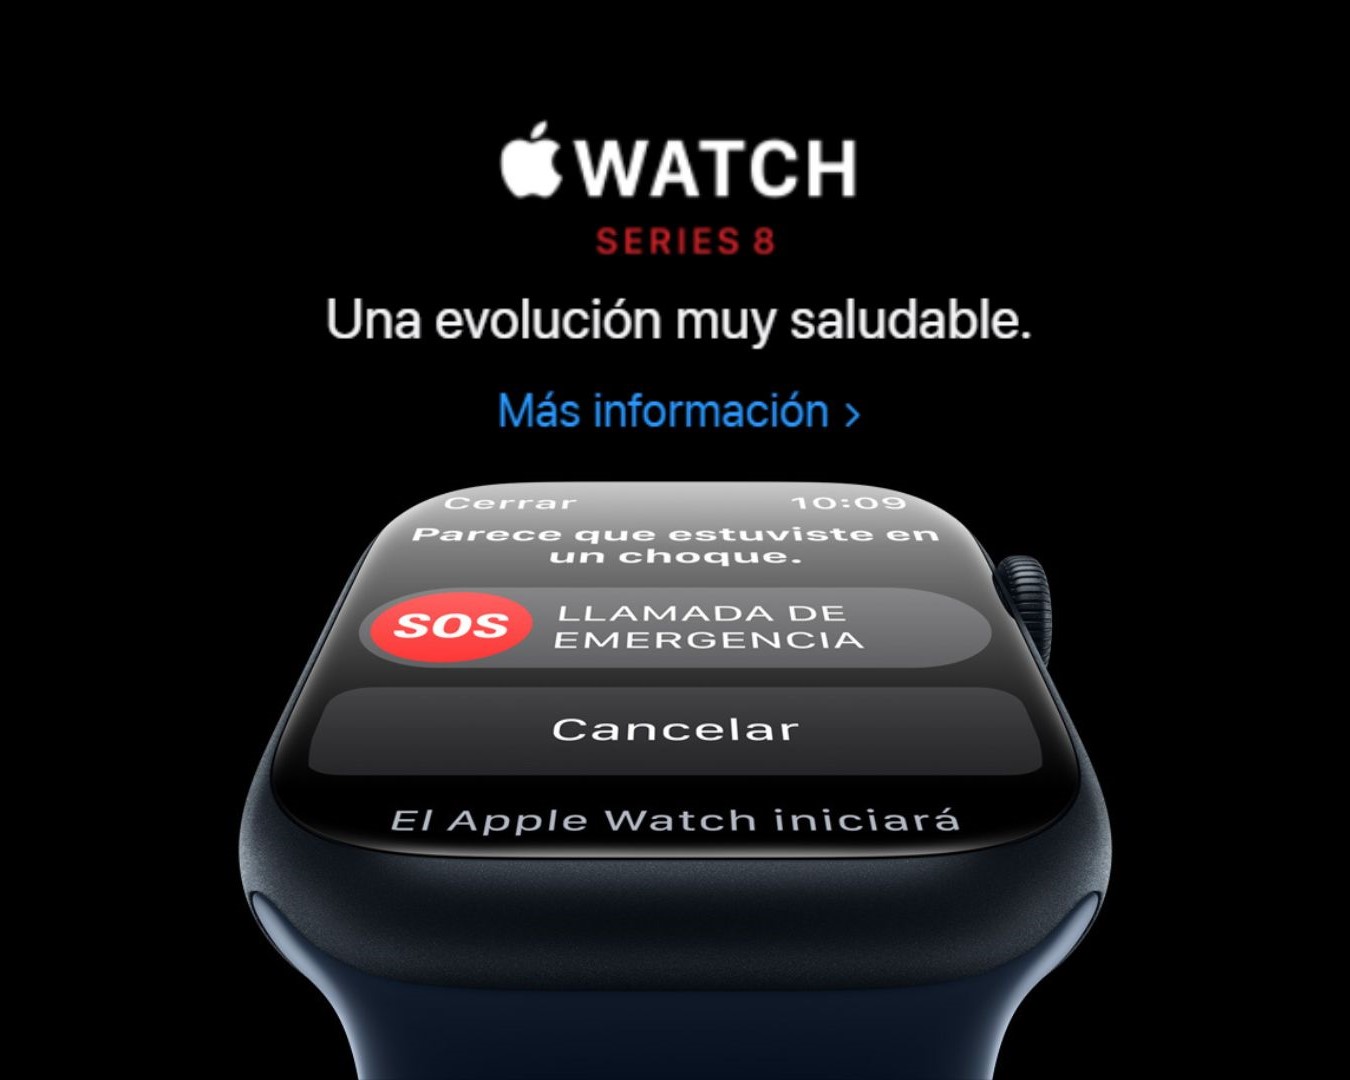 WATCH
SERIES 8
Una evolución muy saludable.
Más información >
Cerrar 10:09
Parece que estuviste en
un choque.
SOS LLAMADA DE
EMERGENCIA
Cancelar
El Apple Watch iniciará